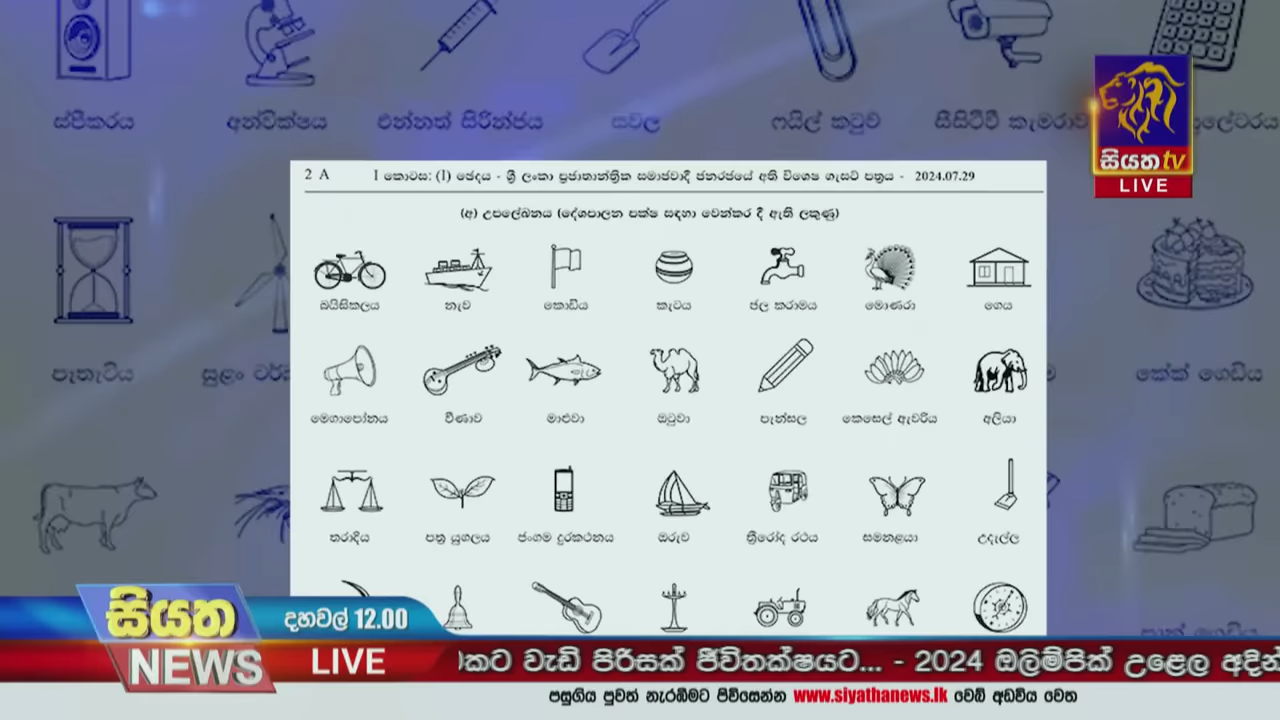 ස්පීකරය අන්වීක්ෂය එන්නත් සිරින්ජය සවල ෆයිල් කටුව සීසීටීවී කැමරාව
සියත tv
LIVE
2 A I කොටස: (I) ඡෙදය - ශ්‍රී ලංකා ප්‍රජාතාන්ත්‍රික සමාජවාදී ජනරජයේ අති විශෙෂ ගැසට් පත්‍රය - 2024.07.29
(අ) උපලේඛනය (දේශපාලන පක්ෂ සඳහා වෙන්කර දී ඇති ලකුණු)
බයිසිකලය නැව කොඩිය කැටය ජල කරාමය මොණරා ගෙය
පෑතැටිය සුළං කේක් ගෙඩිය
මෙගාපෝනය වීණාව මාළුවා ඔටුවා පැන්සල කෙසෙල් ඇවරිය අලියා
තරාදිය පත්‍ර යුගලය ජංගම දුරකථනය ඔරුව ත්‍රීරෝද රථය සමනළයා උදැල්ල
පාන් ගෙඩිය
සියත
NEWS
දහවල් 12.00
LIVE
වැඩි පිරිසක් ජීවිතක්ෂයට... - 2024 ඔලිම්පික් උළෙල අදින්
පසුගිය පුවත් නැරඹීමට පිවිසෙන්න www.siyathanews.lk වෙබ් අඩවිය වෙත